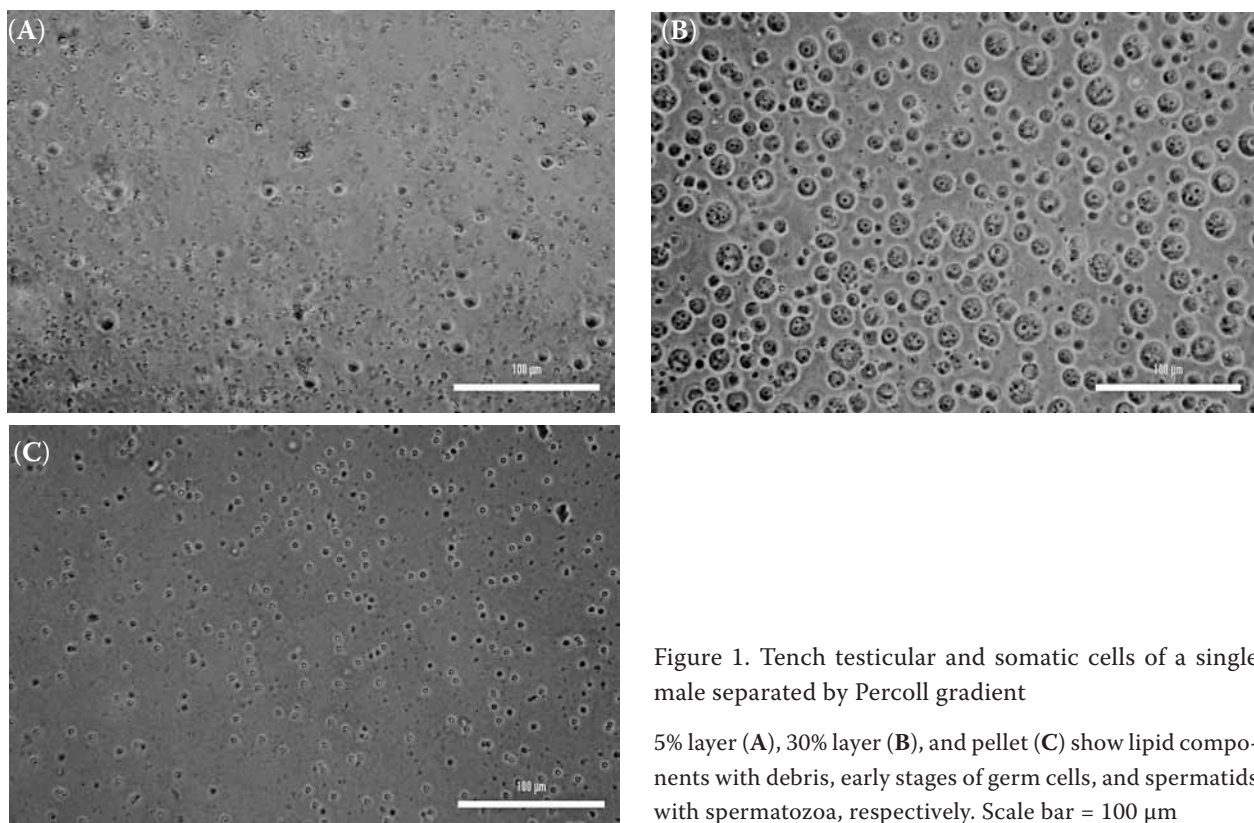 (A)
100 µm
(B)
100 µm
(C)
100 µm
Figure 1. Tench testicular and somatic cells of a single
male separated by Percoll gradient
5% layer (A), 30% layer (B), and pellet (C) show lipid compo-
nents with debris, early stages of germ cells, and spermatids
with spermatozoa, respectively. Scale bar = 100 µm